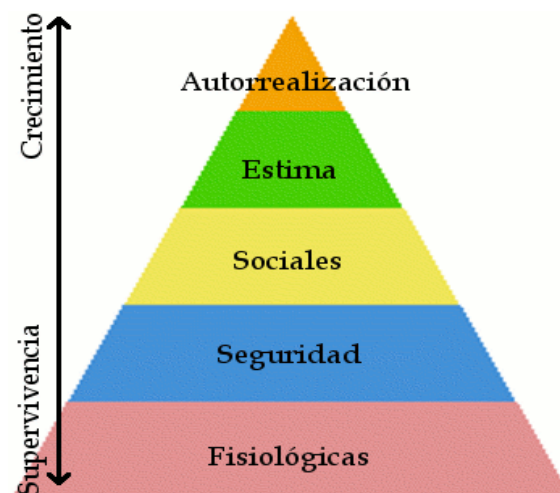 Crecimiento
Supervivencia
Autorrealización
Estima
Sociales
Seguridad
Fisiológicas